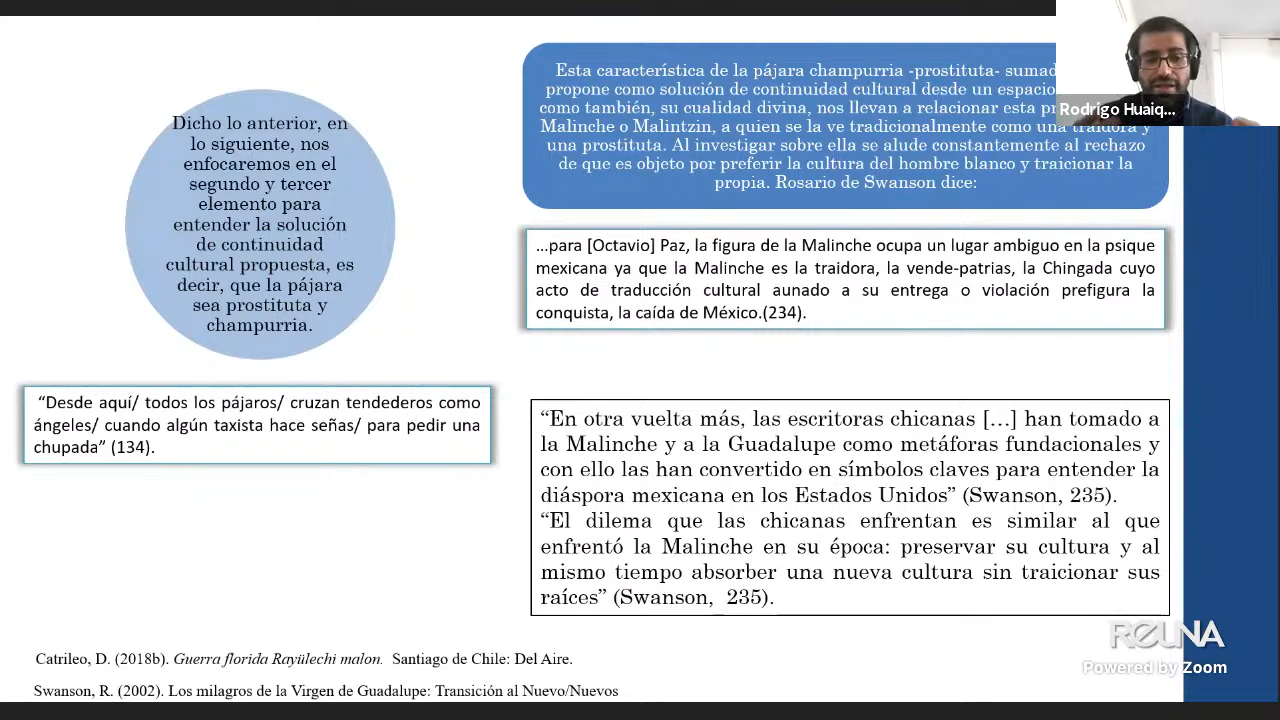 Dicho lo anterior, en
lo siguiente, nos
enfocaremos en el
segundo y tercer
elemento para
entender la solución
de continuidad
cultural propuesta, es
decir, que la pájara
sea prostituta y
champurria.
“Desde aquí/ todos los pájaros/ cruzan tendederos como
ángeles/ cuando algún taxista hace señas/ para pedir una
chupada” (134).
Esta característica de la pájara champurria -prostituta-
propone como solución de continuidad cultural desde un
como también, su cualidad divina, nos llevan a relacionar esta
Malinche o Malintzin, a quien se la ve tradicionalmente como una traidora y
una prostituta. Al investigar sobre ella se alude constantemente al rechazo
de que es objeto por preferir la cultura del hombre blanco y traicionar la
propia. Rosario de Swanson dice:
Rodrigo Huaiq...
...para [Octavio] Paz, la figura de la Malinche ocupa un lugar ambiguo en la psique
mexicana ya que la Malinche es la traidora, la vende-patrias, la Chingada cuyo
acto de traducción cultural aunado a su entrega o violación prefigura la
conquista, la caída de México.(234).
“En otra vuelta más, las escritoras chicanas […] han tomado a
la Malinche y a la Guadalupe como metáforas fundacionales y
con ello las han convertido en símbolos claves para entender la
diáspora mexicana en los Estados Unidos” (Swanson, 235).
“El dilema que las chicanas enfrentan es similar al que
enfrentó la Malinche en su época: preservar su cultura y al
mismo tiempo absorber una nueva cultura sin traicionar sus
raíces” (Swanson, 235).
REUNA
Powered by Zoom
Catrileo, D. (2018b). Guerra florida Rayülechi malon. Santiago de Chile: Del Aire.
Swanson, R. (2002). Los milagros de la Virgen de Guadalupe: Transición al Nuevo/Nuevos